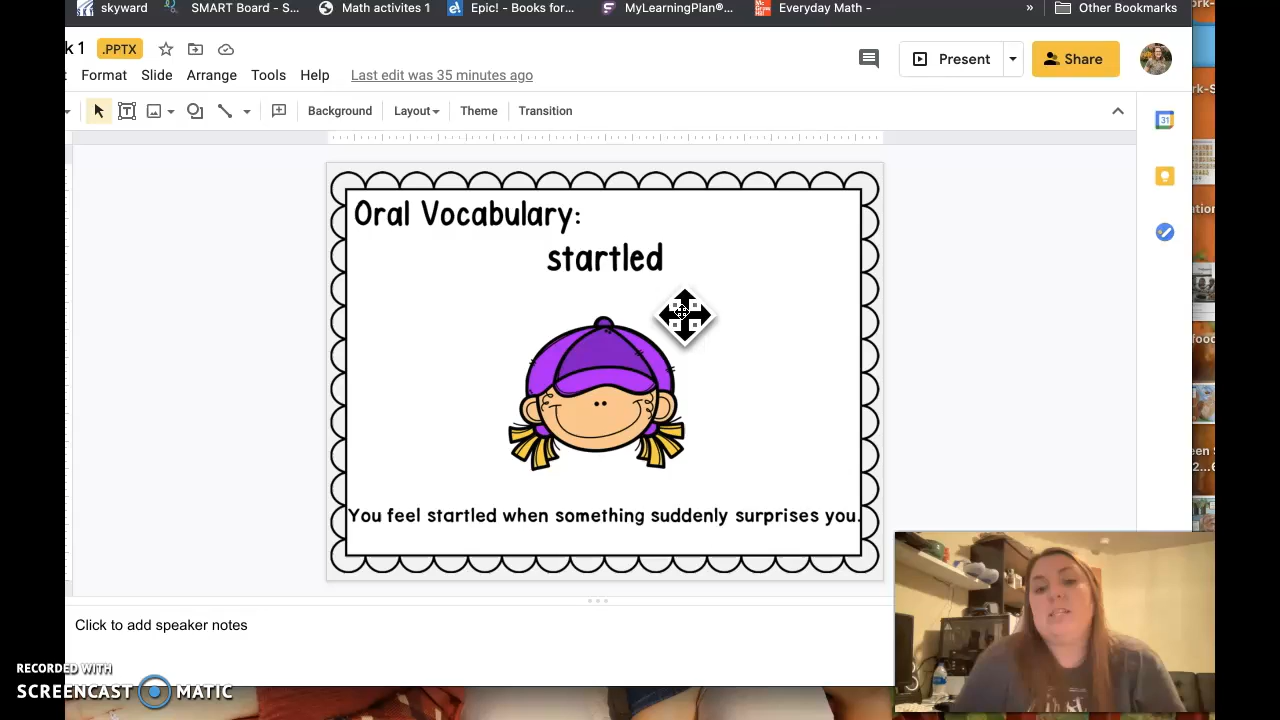 skyward SMART Board - S... Math activites 1 Epic! - Books for... MyLearningPlan®... Everyday Math - » Other Bookmarks
k 1 .PPTX
Format Slide Arrange Tools Help Last edit was 35 minutes ago
Present Share
Background Layout Theme Transition
31
Oral Vocabulary:
startled
You feel startled when something suddenly surprises you.
Click to add speaker notes
RECORDED WITH
SCREENCAST MATIC